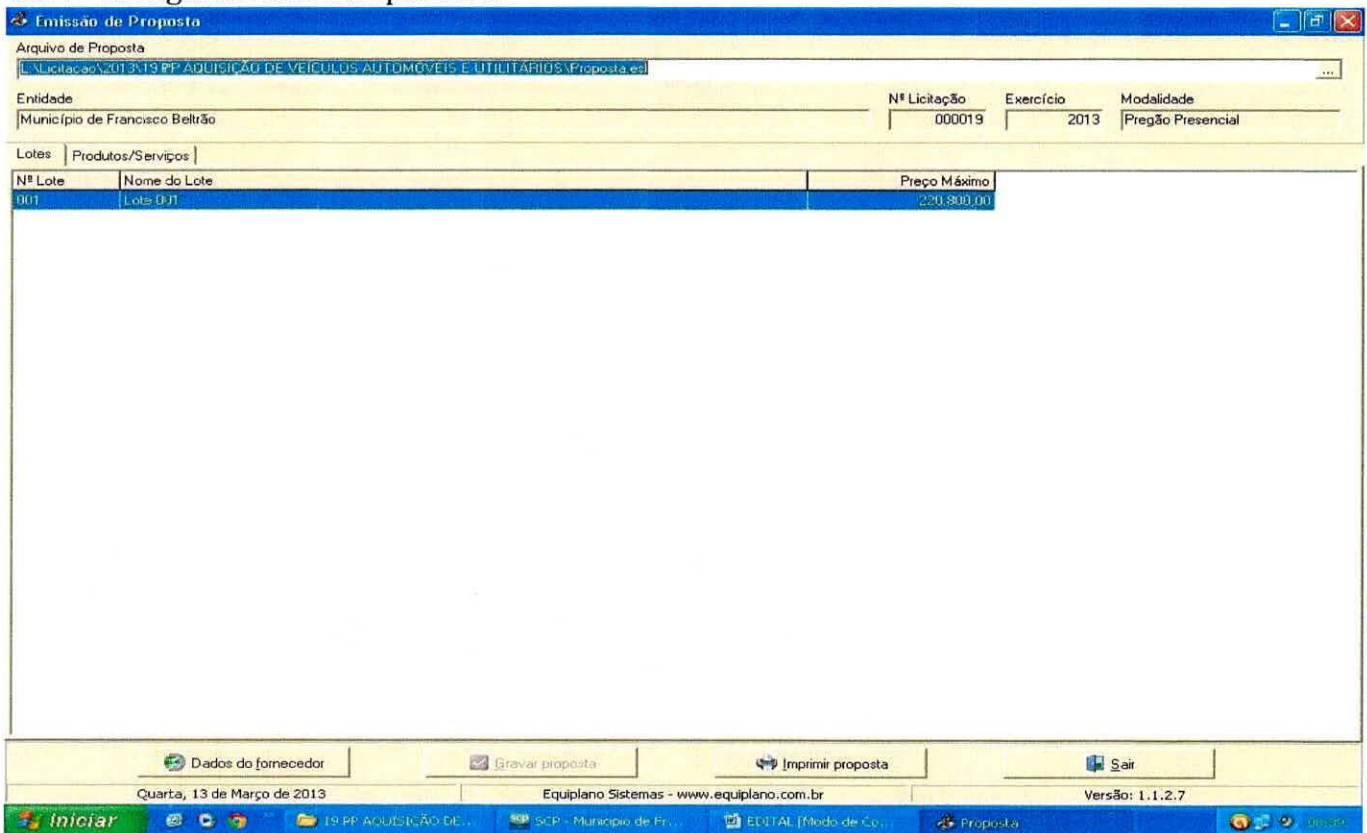 Emissão de Proposta
Arquivo de Proposta
L:\Licitacao\2013\19 PP AQUISIÇÃO DE VEÍCULOS AUTOMÓVEIS E UTILITÁRIOS\Proposta.esl
...
Entidade Nº Licitação Exercício Modalidade
Município de Francisco Beltrão 000019 2013 Pregão Presencial
Lotes Produtos/Serviços
Nº Lote Nome do Lote Preço Máximo
001 Lote 001 220.800,00
Dados do fornecedor Gravar proposta Imprimir proposta Sair
Quarta, 13 de Março de 2013 Equiplano Sistemas - www.equiplano.com.br Versão: 1.1.2.7
Iniciar 19 PP AQUISIÇÃO DE... SCP - Município de Fr... EDITAL [Modo de Co... Proposta